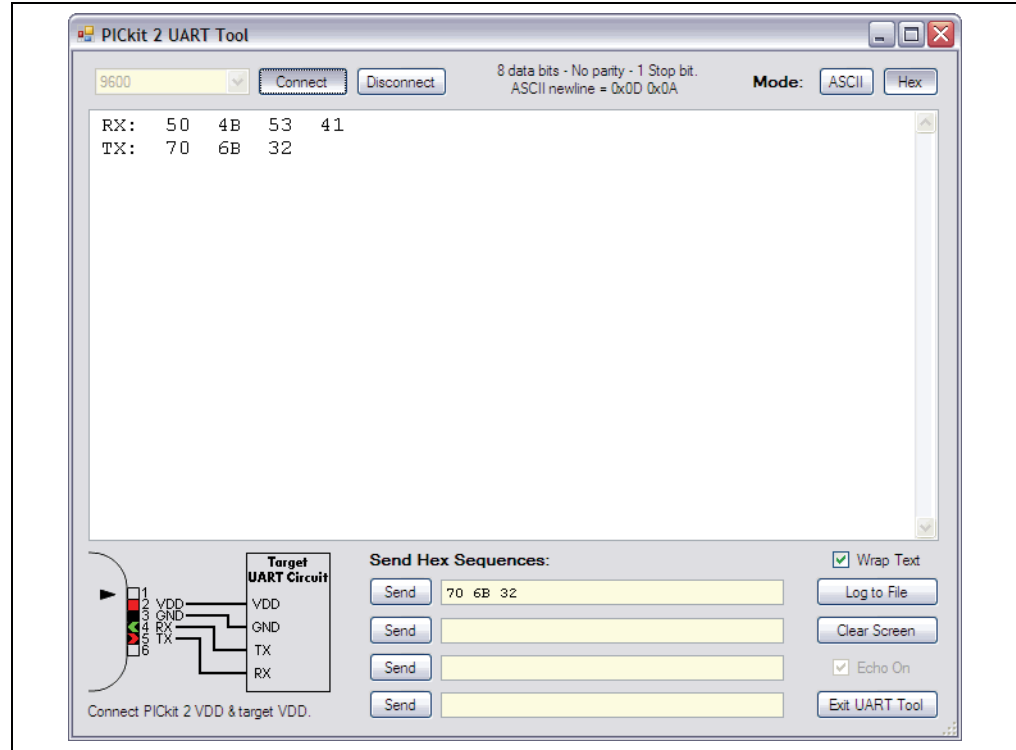 PICkit 2 UART Tool
9600 Connect Disconnect 8 data bits - No parity - 1 Stop bit. Mode: ASCII Hex
ASCII newline = 0x0D 0x0A
RX: 50 4B 53 41
TX: 70 6B 32
Target
UART Circuit
1
2 VDD VDD
3 GND GND
4 RX TX
5 TX RX
6
Connect PICkit 2 VDD & target VDD.
Send Hex Sequences:
Send 70 6B 32
Send
Send
Send
Wrap Text
Log to File
Clear Screen
Echo On
Exit UART Tool